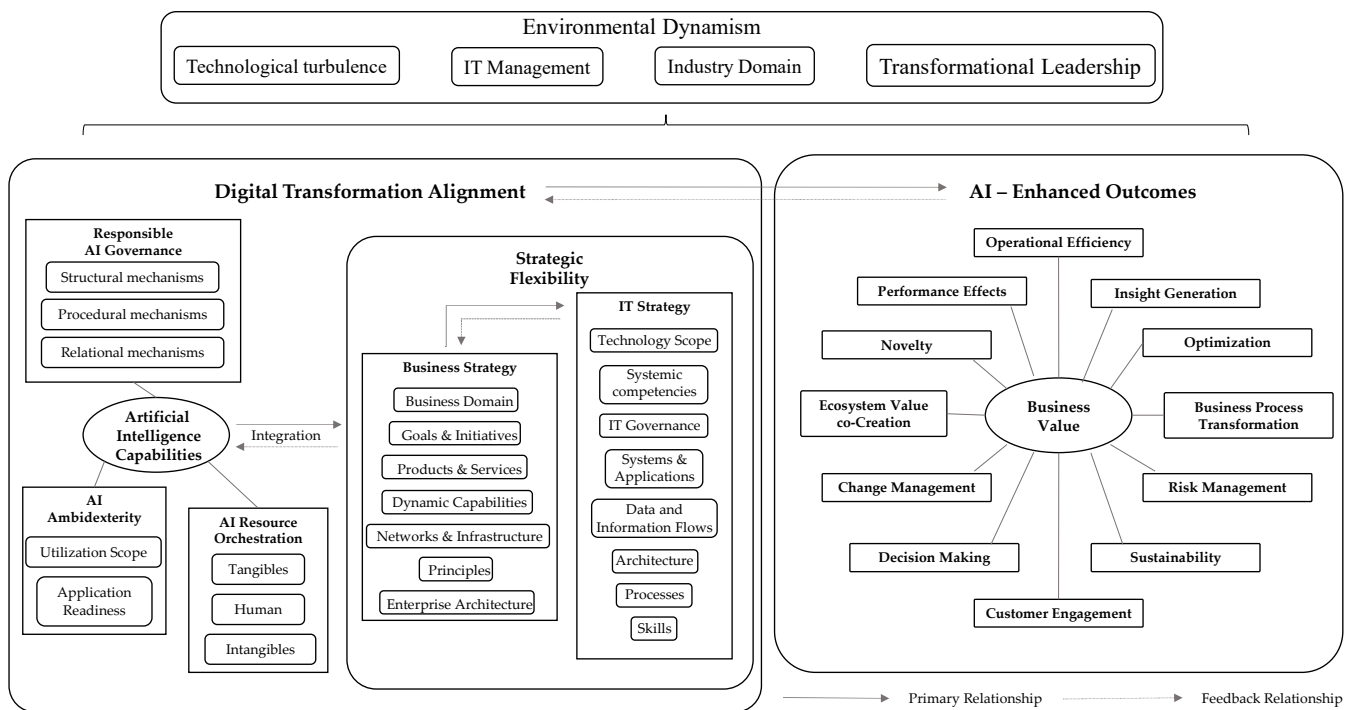 Environmental Dynamism
Technological turbulence
IT Management
Industry Domain
Transformational Leadership
Digital Transformation Alignment
Responsible
AI Governance
Structural mechanisms
Procedural mechanisms
Relational mechanisms
Artificial
Intelligence
Capabilities
Integration
AI
Ambidexterity
Utilization Scope
Application
Readiness
AI Resource
Orchestration
Tangibles
Human
Intangibles
Strategic
Flexibility
Business Strategy
Business Domain
Goals & Initiatives
Products & Services
Dynamic Capabilities
Networks & Infrastructure
Principles
Enterprise Architecture
IT Strategy
Technology Scope
Systemic
competencies
IT Governance
Systems &
Applications
Data and
Information Flows
Architecture
Processes
Skills
AI – Enhanced Outcomes
Operational Efficiency
Performance Effects
Insight Generation
Novelty
Optimization
Ecosystem Value
co-Creation
Business
Value
Business Process
Transformation
Change Management
Risk Management
Decision Making
Sustainability
Customer Engagement
Primary Relationship
Feedback Relationship